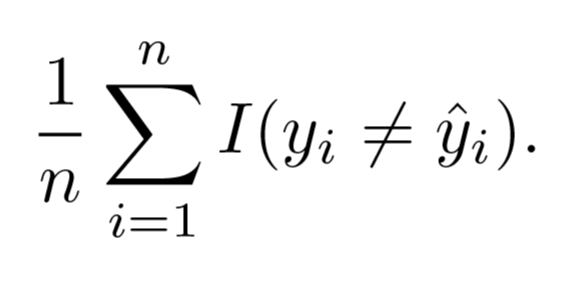 $$\frac{1}{n} \sum_{i=1}^{n} I(y_i \neq \hat{y}_i).$$